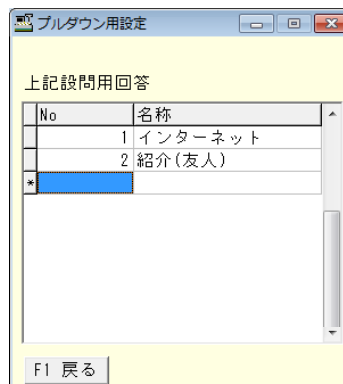 プルダウン用設定
上記設問用回答
No 名称
1 インターネット
2 紹介(友人)
*
F1 戻る